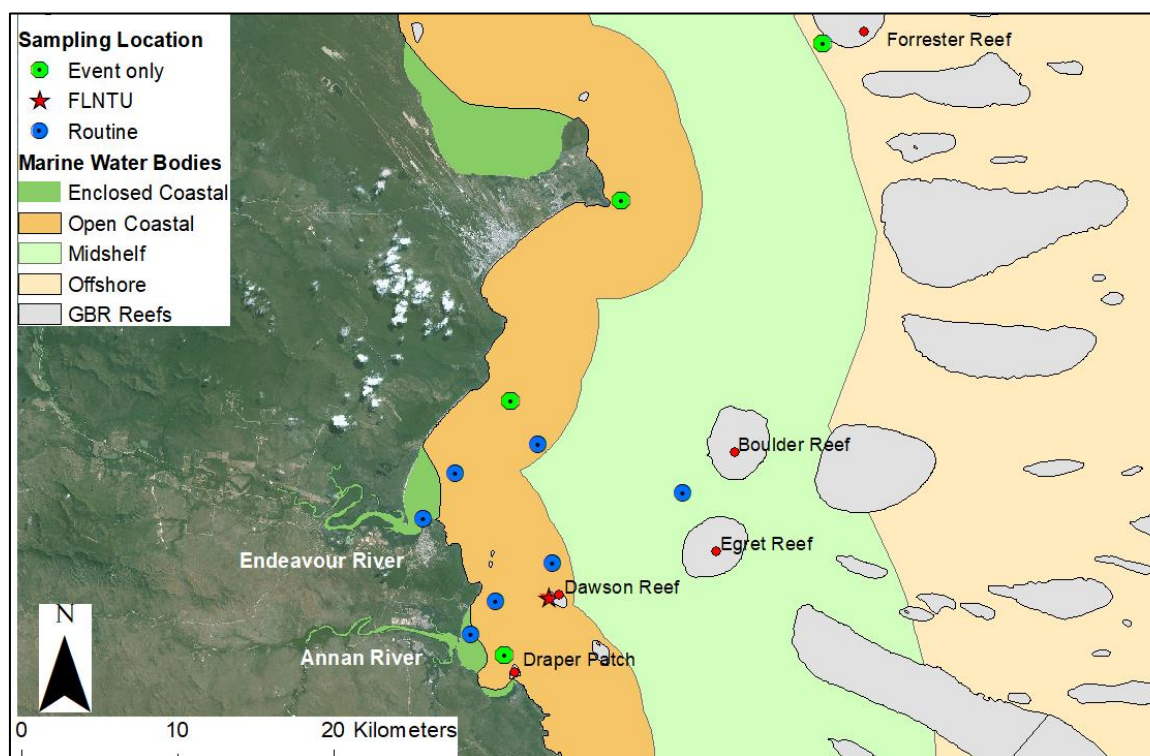 Sampling Location
Event only
FLNTU
Routine
Marine Water Bodies
Enclosed Coastal
Open Coastal
Midshelf
Offshore
GBR Reefs
Forrester Reef
Boulder Reef
Egret Reef
Endeavour River
Dawson Reef
Annan River
Draper Patch
N
0 10 20 Kilometers